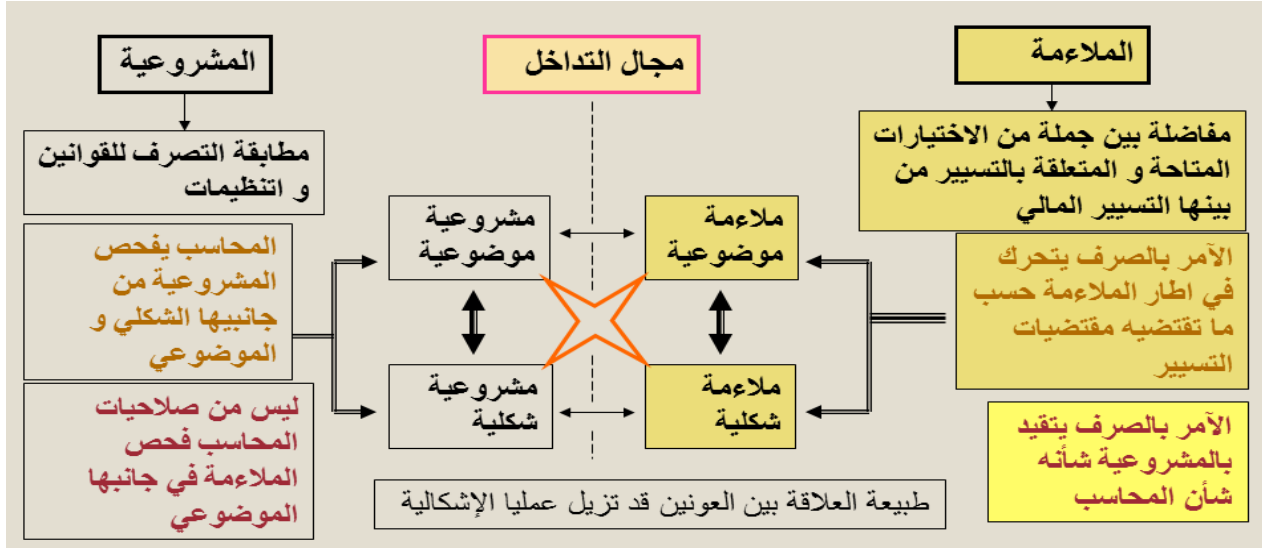 الملاءمة
مجال التداخل
المشروعية
مفاضلة بين جملة من الاختيارات
المتاحة و المتعلقة بالتسيير من
بينها التسيير المالي
مطابقة التصرف للقوانين
و اتنظيمات
ملاءمة
موضوعية
مشروعية
موضوعية
الآمر بالصرف يتحرك
في اطار الملاءمة حسب
ما تقتضيه مقتضيات
التسيير
المحاسب يفحص
المشروعية من
جانبيها الشكلي و
الموضوعي
ملاءمة
شكلية
مشروعية
شكلية
الآمر بالصرف يتقيد
بالمشروعية شأنه
شأن المحاسب
ليس من صلاحيات
المحاسب فحص
الملاءمة في جانبها
الموضوعي
طبيعة العلاقة بين العونين قد تزيل عمليا الإشكالية